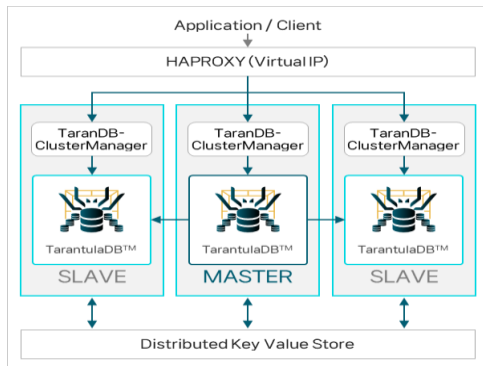 Application / Client
HAPROXY (Virtual IP)
TaranDB-
ClusterManager
TaranDB-
ClusterManager
TaranDB-
ClusterManager
TarantulaDB™
TarantulaDB™
TarantulaDB™
SLAVE
MASTER
SLAVE
Distributed Key Value Store